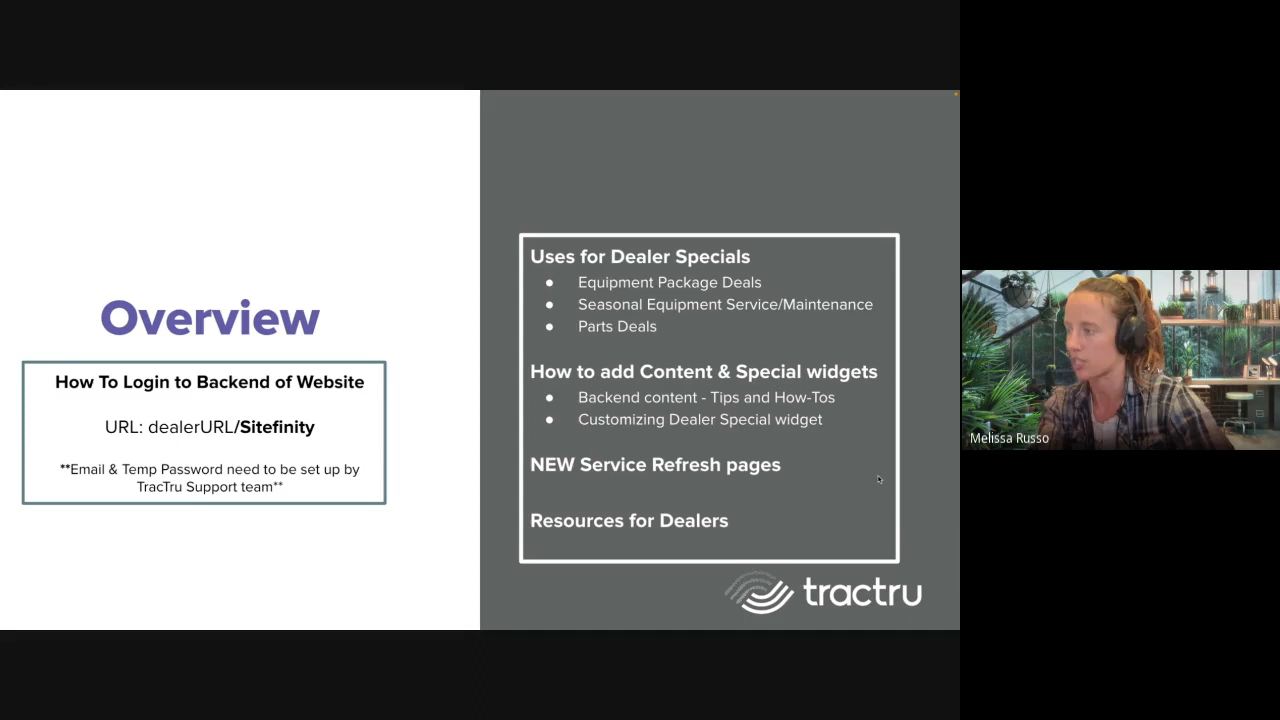 Overview
How To Login to Backend of Website
URL: dealerURL/Sitefinity
**Email & Temp Password need to be set up by
TracTru Support team**
Uses for Dealer Specials
● Equipment Package Deals
● Seasonal Equipment Service/Maintenance
● Parts Deals
How to add Content & Special widgets
● Backend content - Tips and How-Tos
● Customizing Dealer Special widget
NEW Service Refresh pages
Resources for Dealers
tractru
Melissa Russo